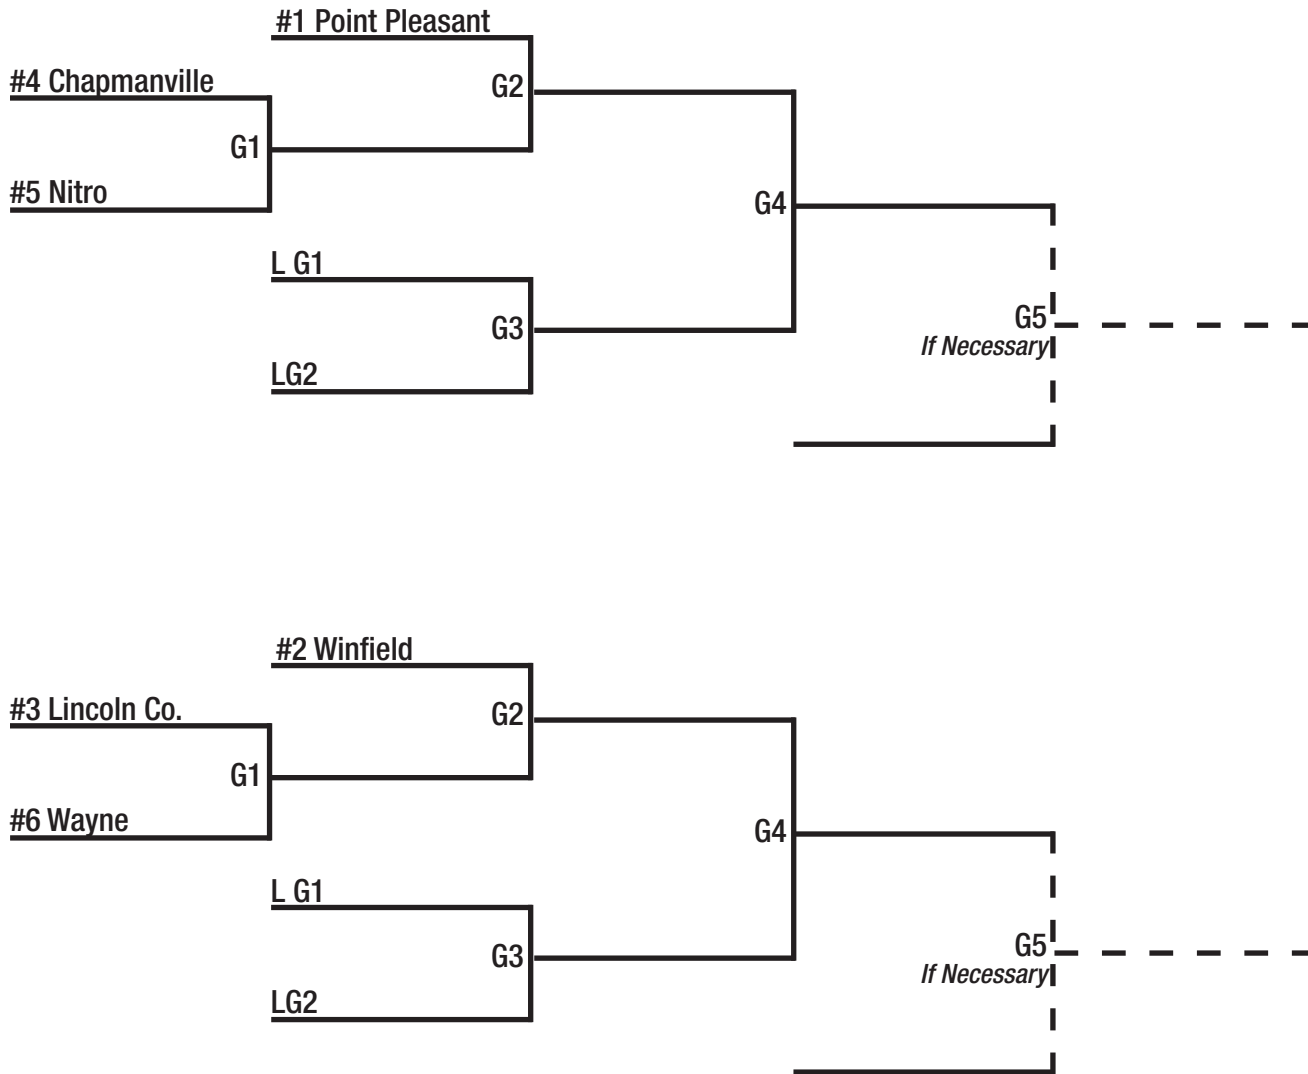 #1 Point Pleasant
#4 Chapmanville
G2
G1
#5 Nitro
G4
L G1
G3
G5
If Necessary
LG2
#2 Winfield
#3 Lincoln Co.
G2
G1
#6 Wayne
G4
L G1
G3
G5
If Necessary
LG2